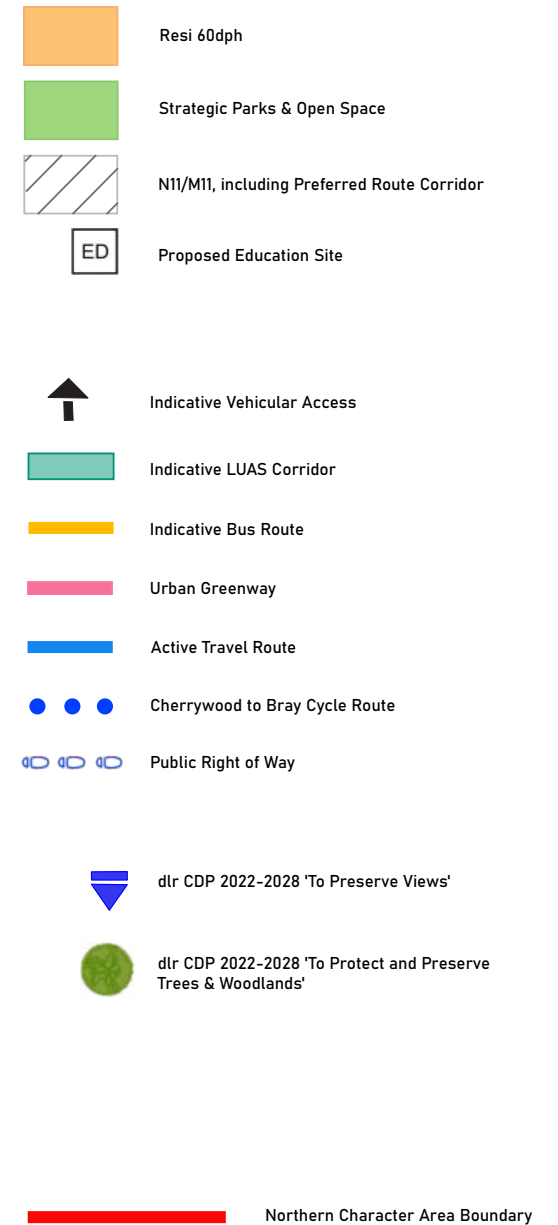 Resi 60dph
Strategic Parks & Open Space
N11/M11, including Preferred Route Corridor
ED
Proposed Education Site
Indicative Vehicular Access
Indicative LUAS Corridor
Indicative Bus Route
Urban Greenway
Active Travel Route
Cherrywood to Bray Cycle Route
Public Right of Way
dlr CDP 2022-2028 'To Preserve Views'
dlr CDP 2022-2028 'To Protect and Preserve
Trees & Woodlands'
Northern Character Area Boundary